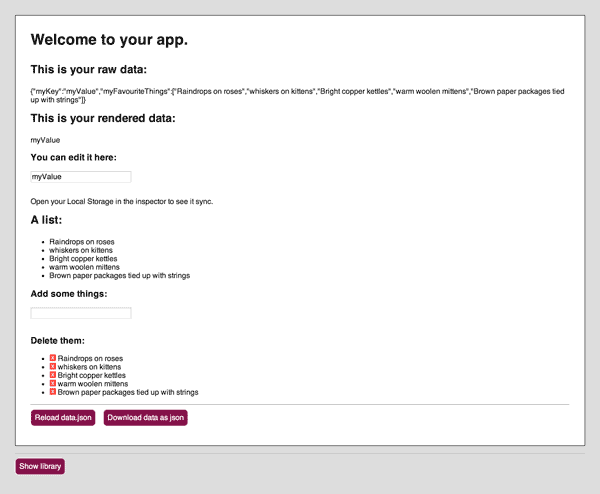 Welcome to your app.
This is your raw data:
{"myKey":"myValue","myFavouriteThings":["Raindrops on roses","whiskers on kittens","Bright copper kettles","warm woolen mittens","Brown paper packages tied
up with strings"]}
This is your rendered data:
myValue
You can edit it here:
myValue
Open your Local Storage in the inspector to see it sync.
A list:
Raindrops on roses
whiskers on kittens
Bright copper kettles
warm woolen mittens
Brown paper packages tied up with strings
Add some things:
Delete them:
x Raindrops on roses
x whiskers on kittens
x Bright copper kettles
x warm woolen mittens
x Brown paper packages tied up with strings
Reload data.json Download data as json
Show library